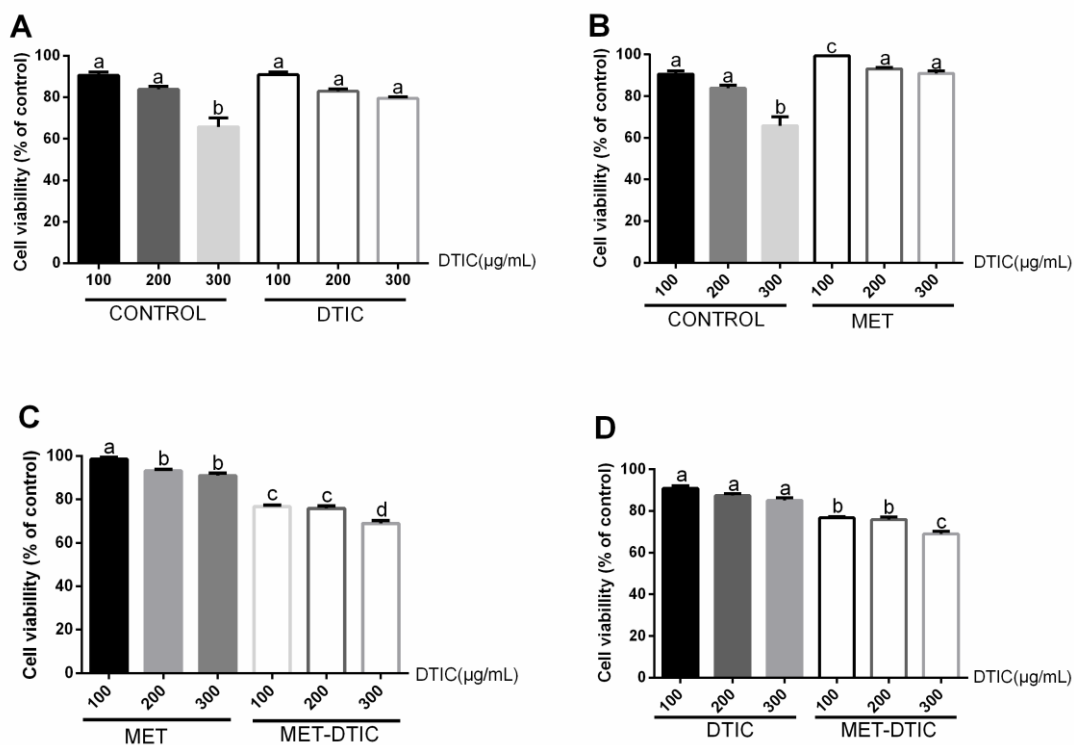 A
Cell viabillity (% of control)
100
80
60
40
20
0
a a b a a a
100 200 300 100 200 300
DTIC(µg/mL)
CONTROL DTIC
B
Cell viabillity (% of control)
100
80
60
40
20
0
a a b c a a
100 200 300 100 200 300
DTIC(µg/mL)
CONTROL MET
C
Cell viabillity (% of control)
100
80
60
40
20
0
a b b c c d
100 200 300 100 200 300
DTIC(µg/mL)
MET MET-DTIC
D
Cell viabillity (% of control)
100
80
60
40
20
0
a a a b b c
100 200 300 100 200 300
DTIC(µg/mL)
DTIC MET-DTIC